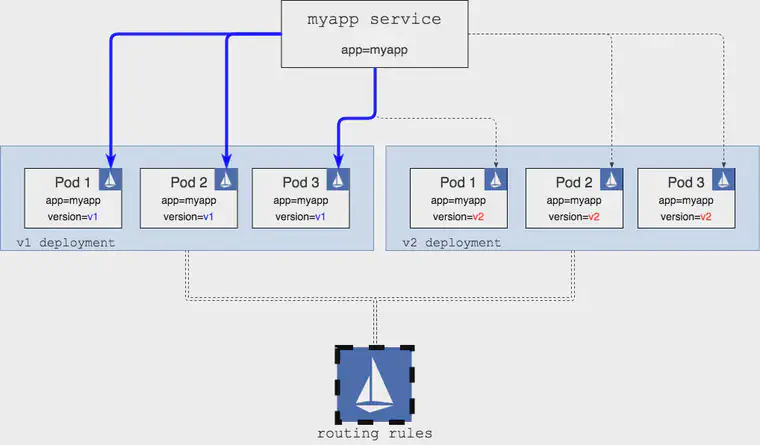 myapp service
app=myapp
Pod 1
app=myapp
version=v1
Pod 2
app=myapp
version=v1
Pod 3
app=myapp
version=v1
v1 deployment
Pod 1
app=myapp
version=v2
Pod 2
app=myapp
version=v2
Pod 3
app=myapp
version=v2
v2 deployment
routing rules